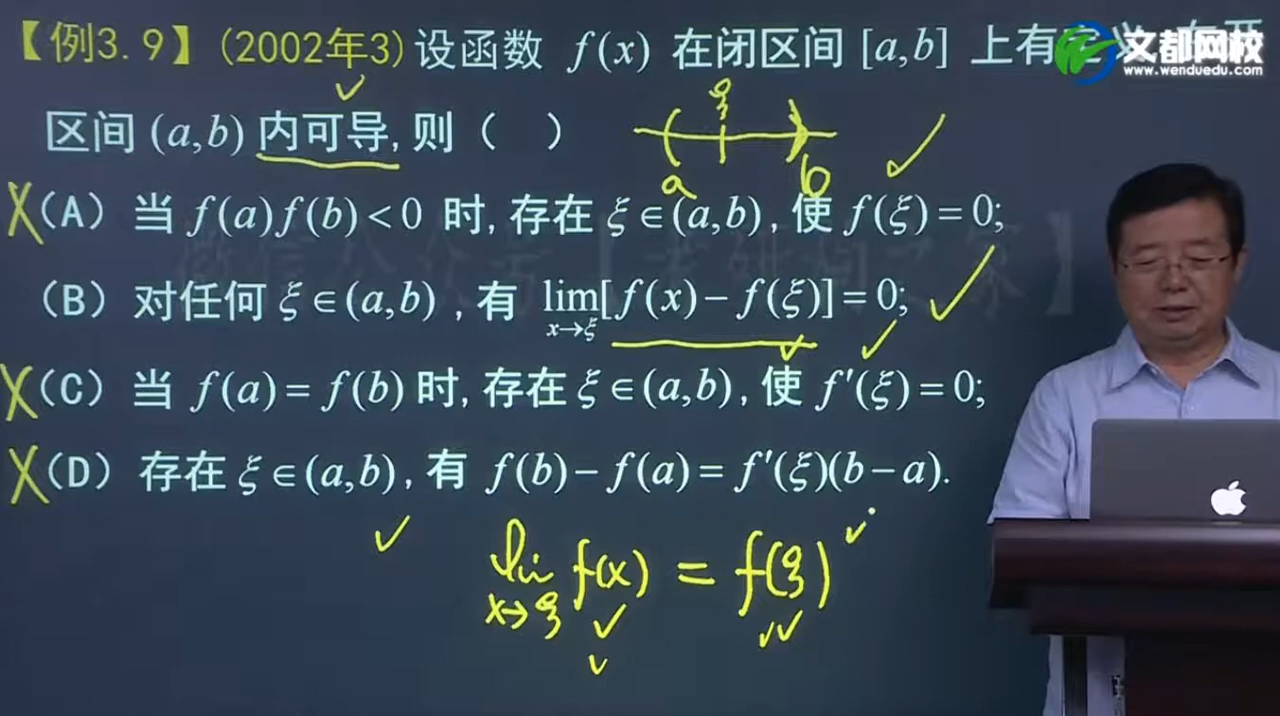 【例3.9】(2002年3)设函数 f(x) 在闭区间 [a,b] 上有
文都网校
www.wenduedu.com
区间 (a,b) 内可导,则（ ）
ξ
a b
X (A) 当 f(a)f(b)<0 时,存在 ξ∈(a,b),使 f(ξ)=0;
(B) 对任何 ξ∈(a,b),有 lim[f(x)−f(ξ)]=0;
x→ξ
X (C) 当 f(a)=f(b) 时,存在 ξ∈(a,b),使 f'(ξ)=0;
X (D) 存在 ξ∈(a,b),有 f(b)−f(a)=f'(ξ)(b−a).
lim f(x) = f(ξ)
x→ξ